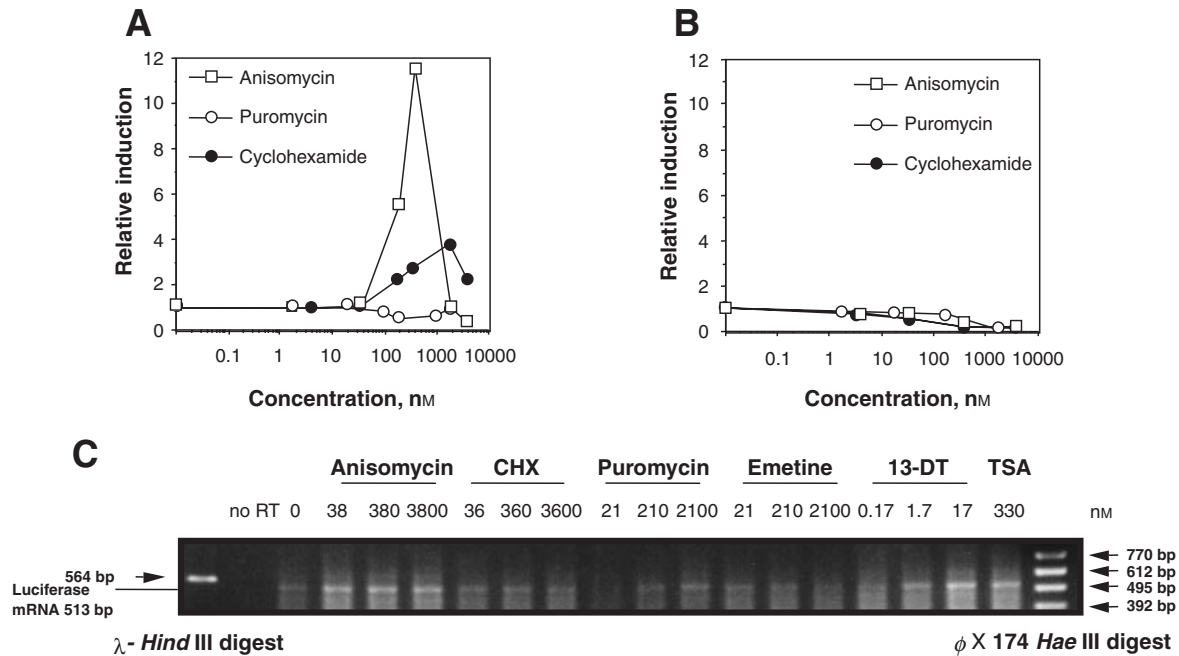 A
12
10
8
6
4
2
0
Relative induction
Anisomycin
Puromycin
Cyclohexamide
0.1 1 10 100 1000 10000
Concentration, nM
B
12
10
8
6
4
2
0
Relative induction
Anisomycin
Puromycin
Cyclohexamide
0.1 1 10 100 1000 10000
Concentration, nM
C
Anisomycin CHX Puromycin Emetine 13-DT TSA
no RT 0 38 380 3800 36 360 3600 21 210 2100 21 210 2100 0.17 1.7 17 330 nM
564 bp
Luciferase
mRNA 513 bp
770 bp
612 bp
495 bp
392 bp
λ- Hind III digest
ϕ X 174 Hae III digest